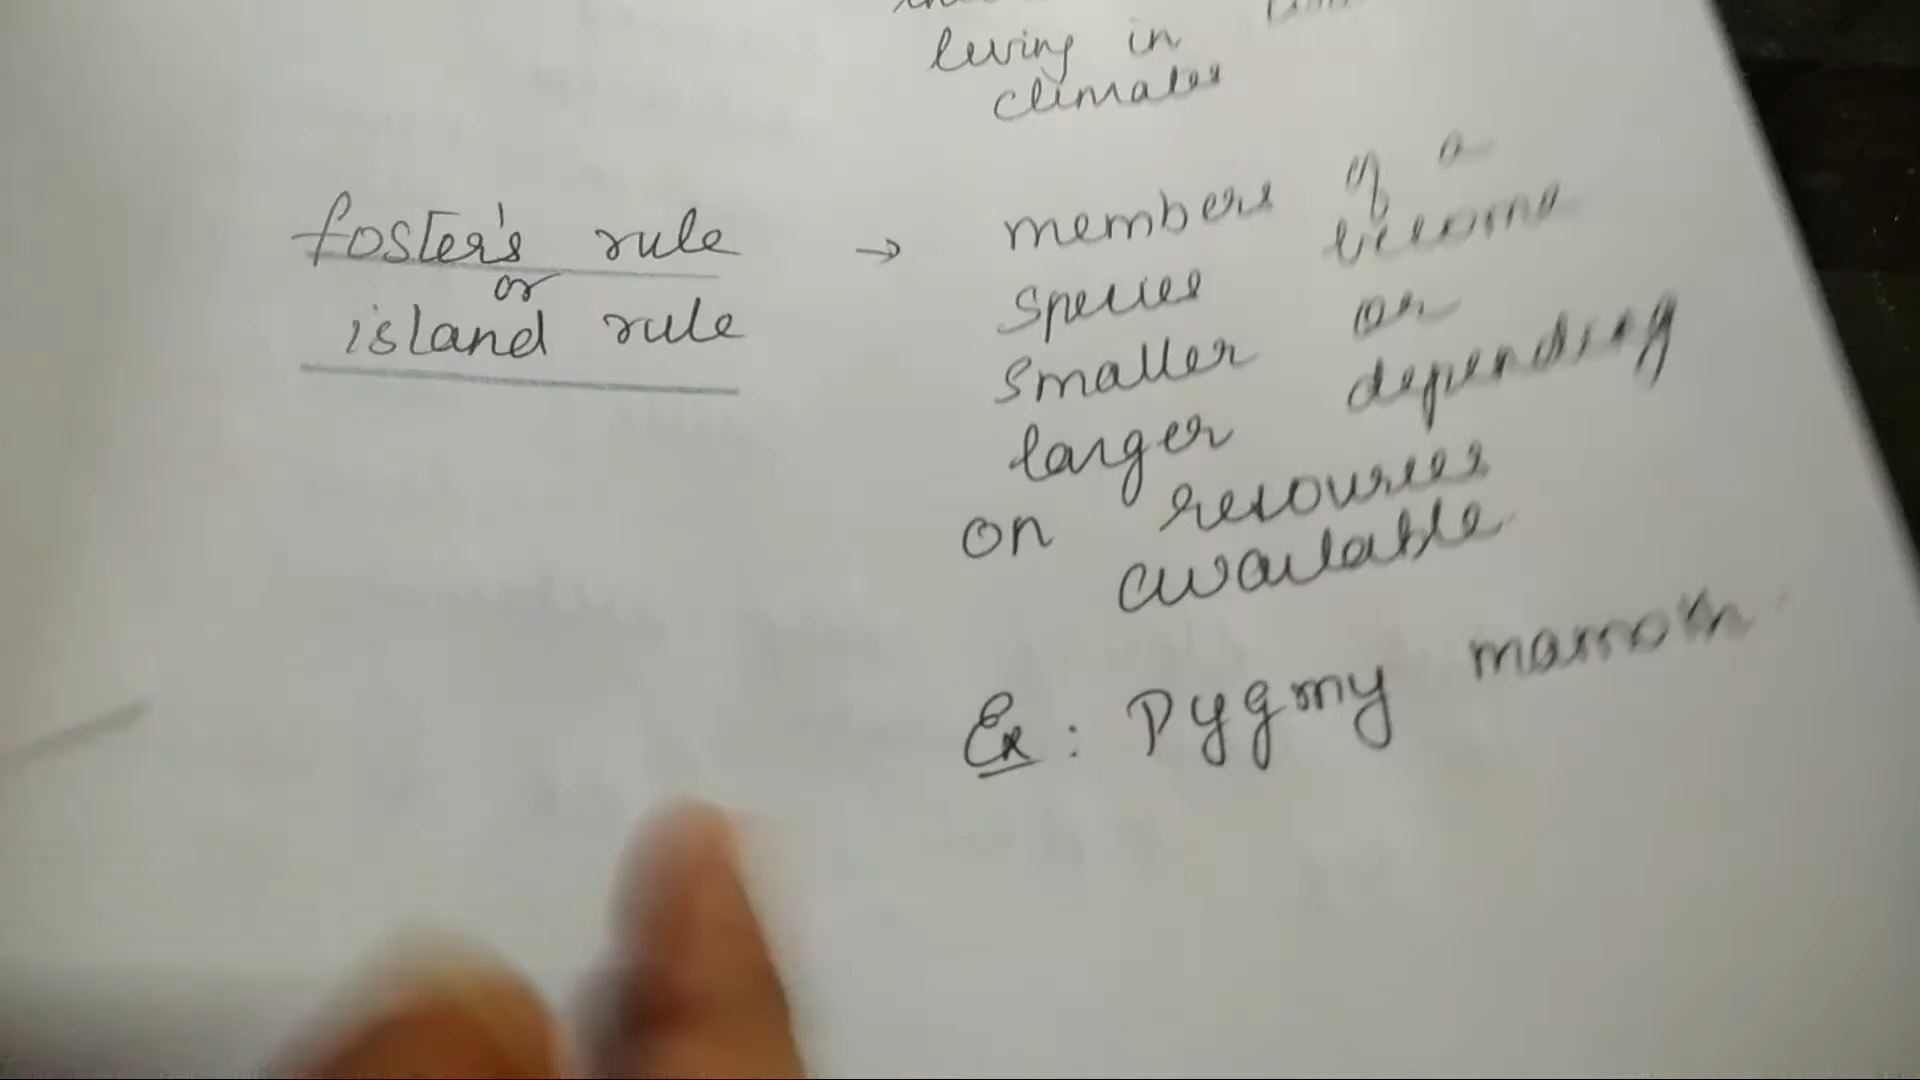 living in
climates
foster's rule
or
island rule
→ members of a
species become
smaller or
larger depending
on resources
available
Ex: Pygmy mamoth